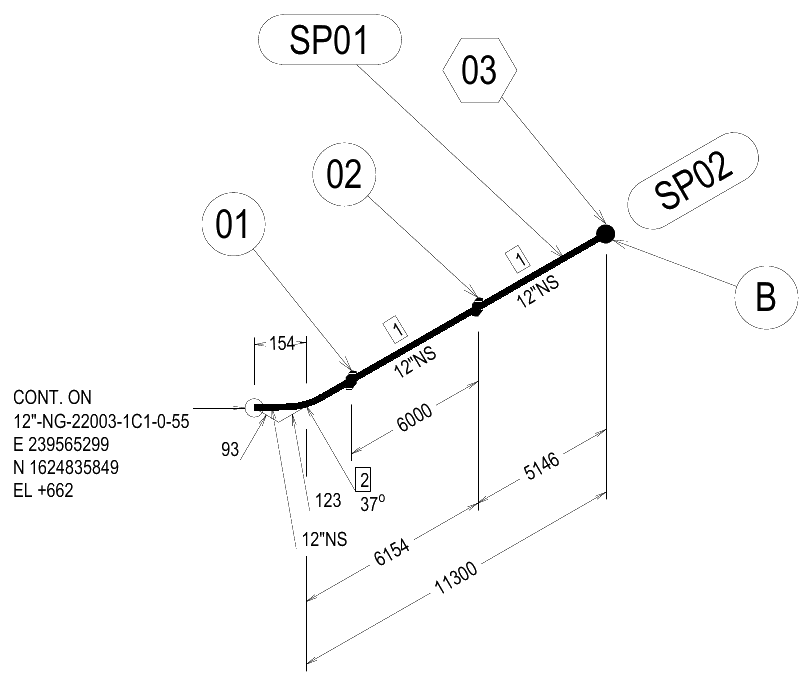 SP01
03
02
SP02
01
1
12"NS
B
1
12"NS
154
CONT. ON
12"-NG-22003-1C1-0-55
E 239565299
N 1624835849
EL +662
93
6000
2
37º
123
12"NS
5146
6154
11300